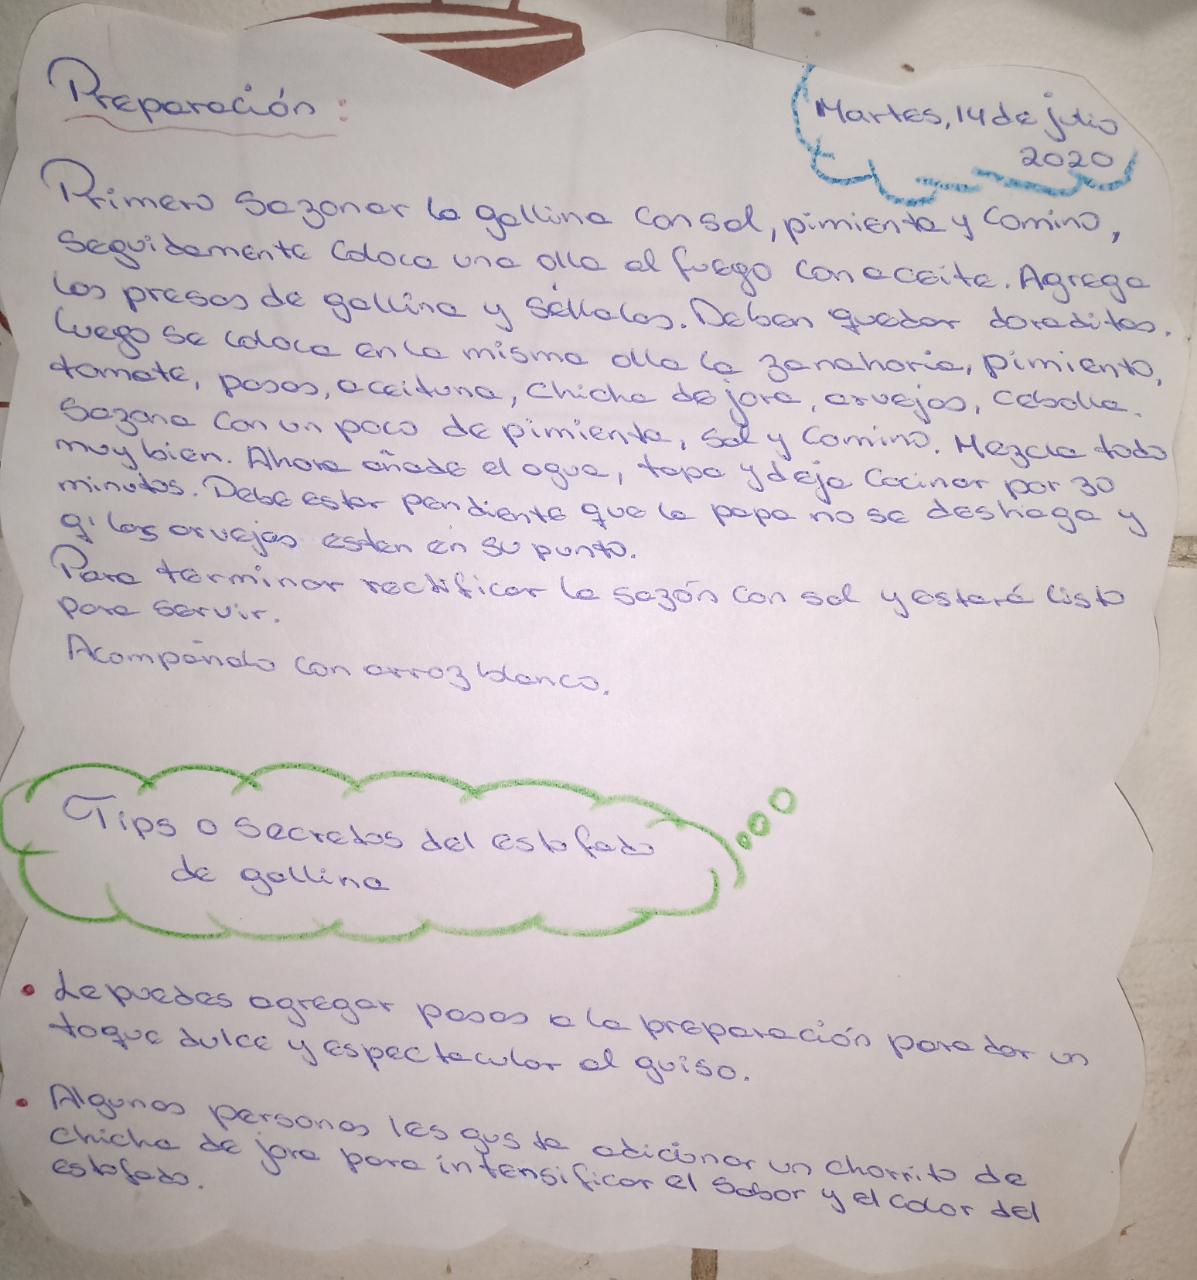 Preparación:
Martes, 14 de julio
2020
Primero sazonar la gallina con sal, pimienta y comino,
seguidamente coloca una olla al fuego con aceite. Agrega
las presas de gallina y séllalas. Deben quedar doraditas.
Luego se coloca en la misma olla la zanahoria, pimiento,
tomate, pasas, aceituna, chicha de jora, arvejas, cebolla.
Sazona con un poco de pimienta, sal y comino. Mezcla todo
muy bien. Ahora añade el agua, tapa y deja cocinar por 30
minutos. Debe estar pendiente que la papa no se deshaga y
q' las arvejas esten en su punto.
Para terminar rectificar la sazón con sal y estará listo
para servir.
Acompáñalo con arroz blanco.
Tips o secretos del estofado
de gallina
• Le puedes agregar pasas a la preparación para dar un
toque dulce y espectacular al guiso.
• Algunas personas les gusta adicionar un chorrito de
chicha de jora para intensificar el sabor y el color del
estofado.